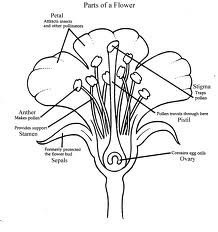 Parts of a Flower
Petal
Attracts insects
and other pollinators
Stigma
Traps
pollen
Anther
Makes pollen
Pollen travels through here
Pistil
Provides support
Stamen
Formerly protected
the flower bud
Sepals
Contains egg cells
Ovary